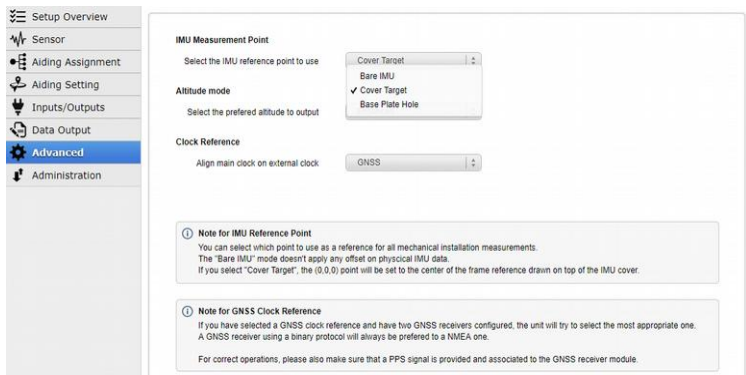 Setup Overview
Sensor
Aiding Assignment
Aiding Setting
Inputs/Outputs
Data Output
Advanced
Administration
IMU Measurement Point
Select the IMU reference point to use
Cover Target
Bare IMU
✔ Cover Target
Base Plate Hole
Altitude mode
Select the prefered altitude to output
Clock Reference
Align main clock on external clock
GNSS
Note for IMU Reference Point
You can select which point to use as a reference for all mechanical installation measurements.
The "Bare IMU" mode doesn't apply any offset on physcical IMU data.
If you select "Cover Target", the (0,0,0) point will be set to the center of the frame reference drawn on top of the IMU cover.
Note for GNSS Clock Reference
If you have selected a GNSS clock reference and have two GNSS receivers configured, the unit will try to select the most appropriate one.
A GNSS receiver using a binary protocol will always be prefered to a NMEA one.
For correct operations, please also make sure that a PPS signal is provided and associated to the GNSS receiver module.